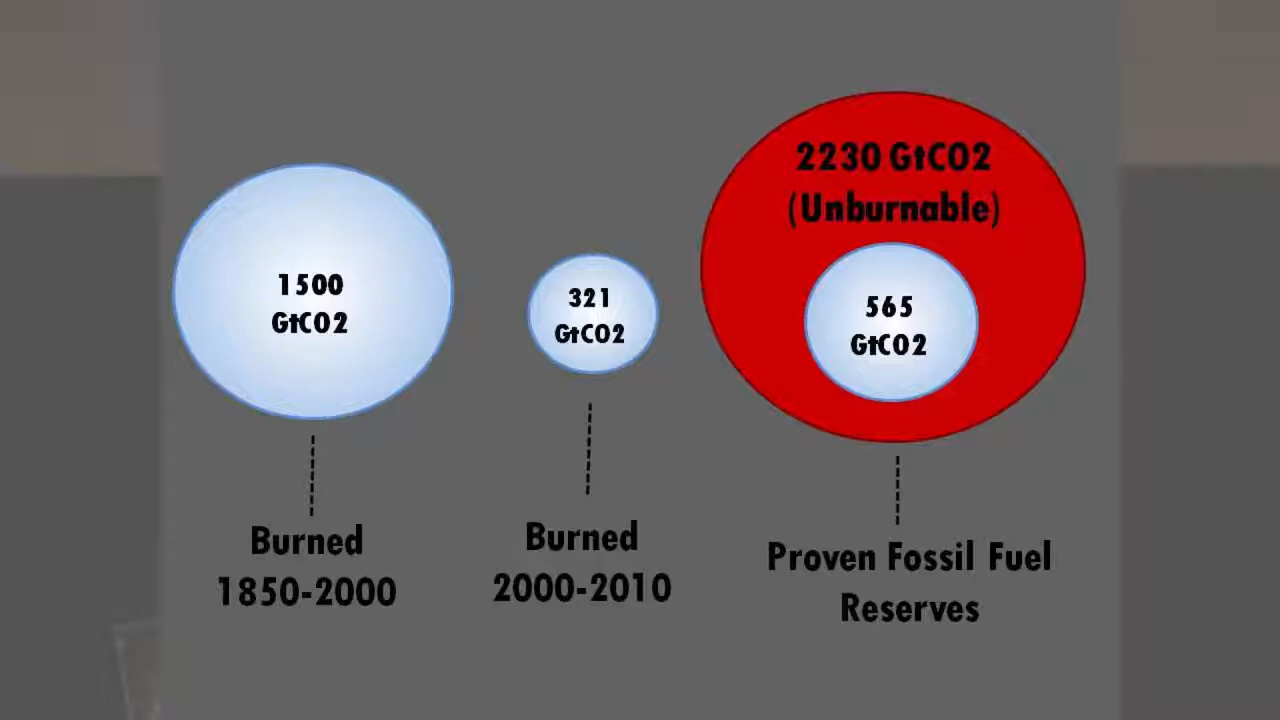 1500
GtCO2
321
GtCO2
2230 GtCO2
(Unburnable)
565
GtCO2
Burned
1850-2000
Burned
2000-2010
Proven Fossil Fuel
Reserves